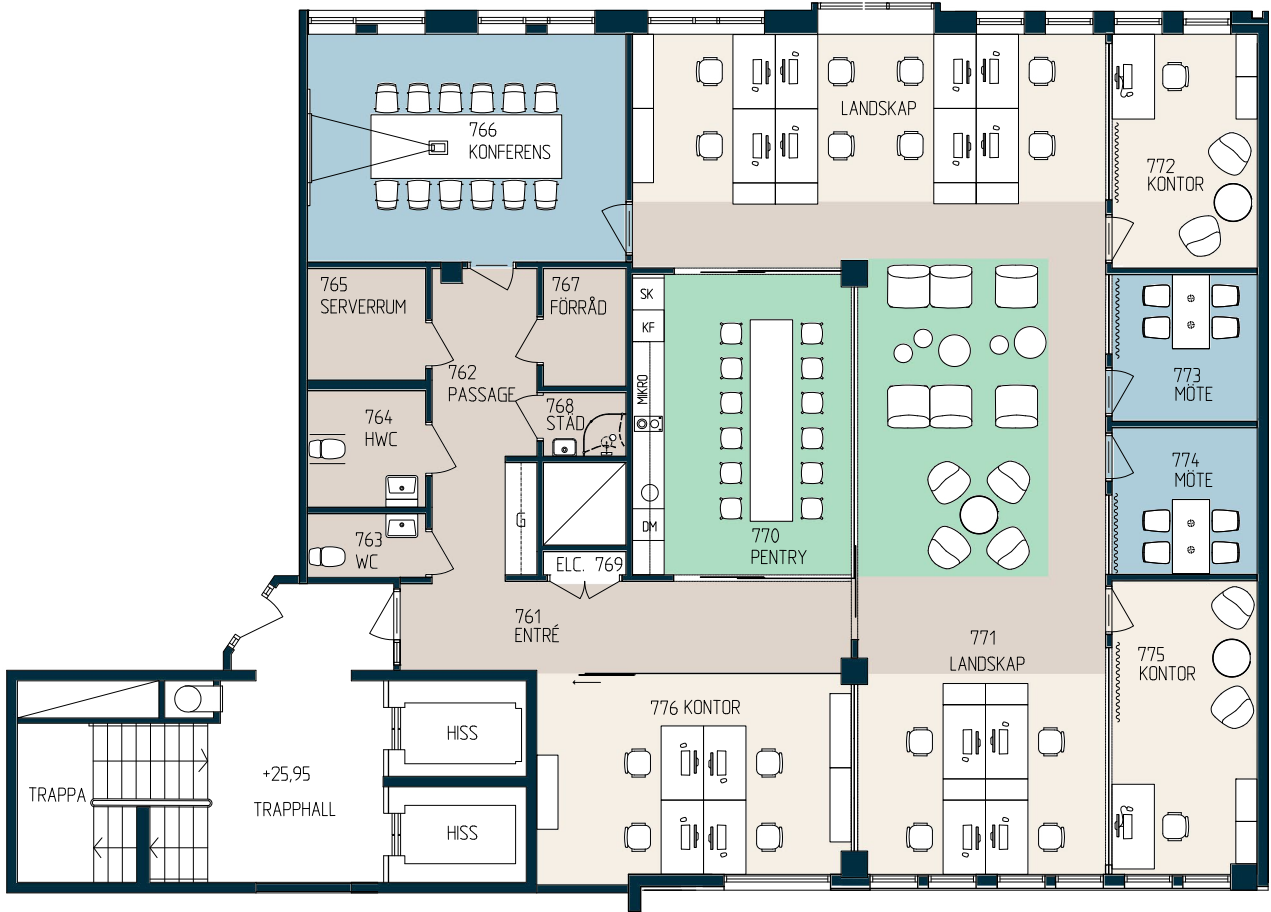 766
KONFERENS
LANDSKAP
772
KONTOR
765
SERVERRUM
767
FÖRRÅD
SK
KF
MIKRO
DM
762
PASSAGE
768
STÄD
764
HWC
773
MÖTE
774
MÖTE
G
763
WC
770
PENTRY
ELC. 769
761
ENTRÉ
771
LANDSKAP
775
KONTOR
776 KONTOR
HISS
+25,95
TRAPPHALL
TRAPPA
HISS